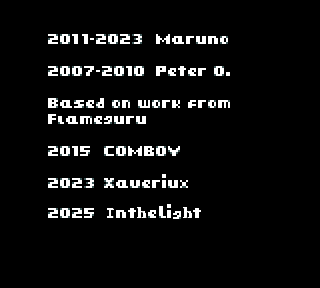 2011-2023 Maruno
2007-2010 Peter O.
Based on work from
Flameguru
2015 COMBOY
2023 Xaveriux
2025 Inthelight